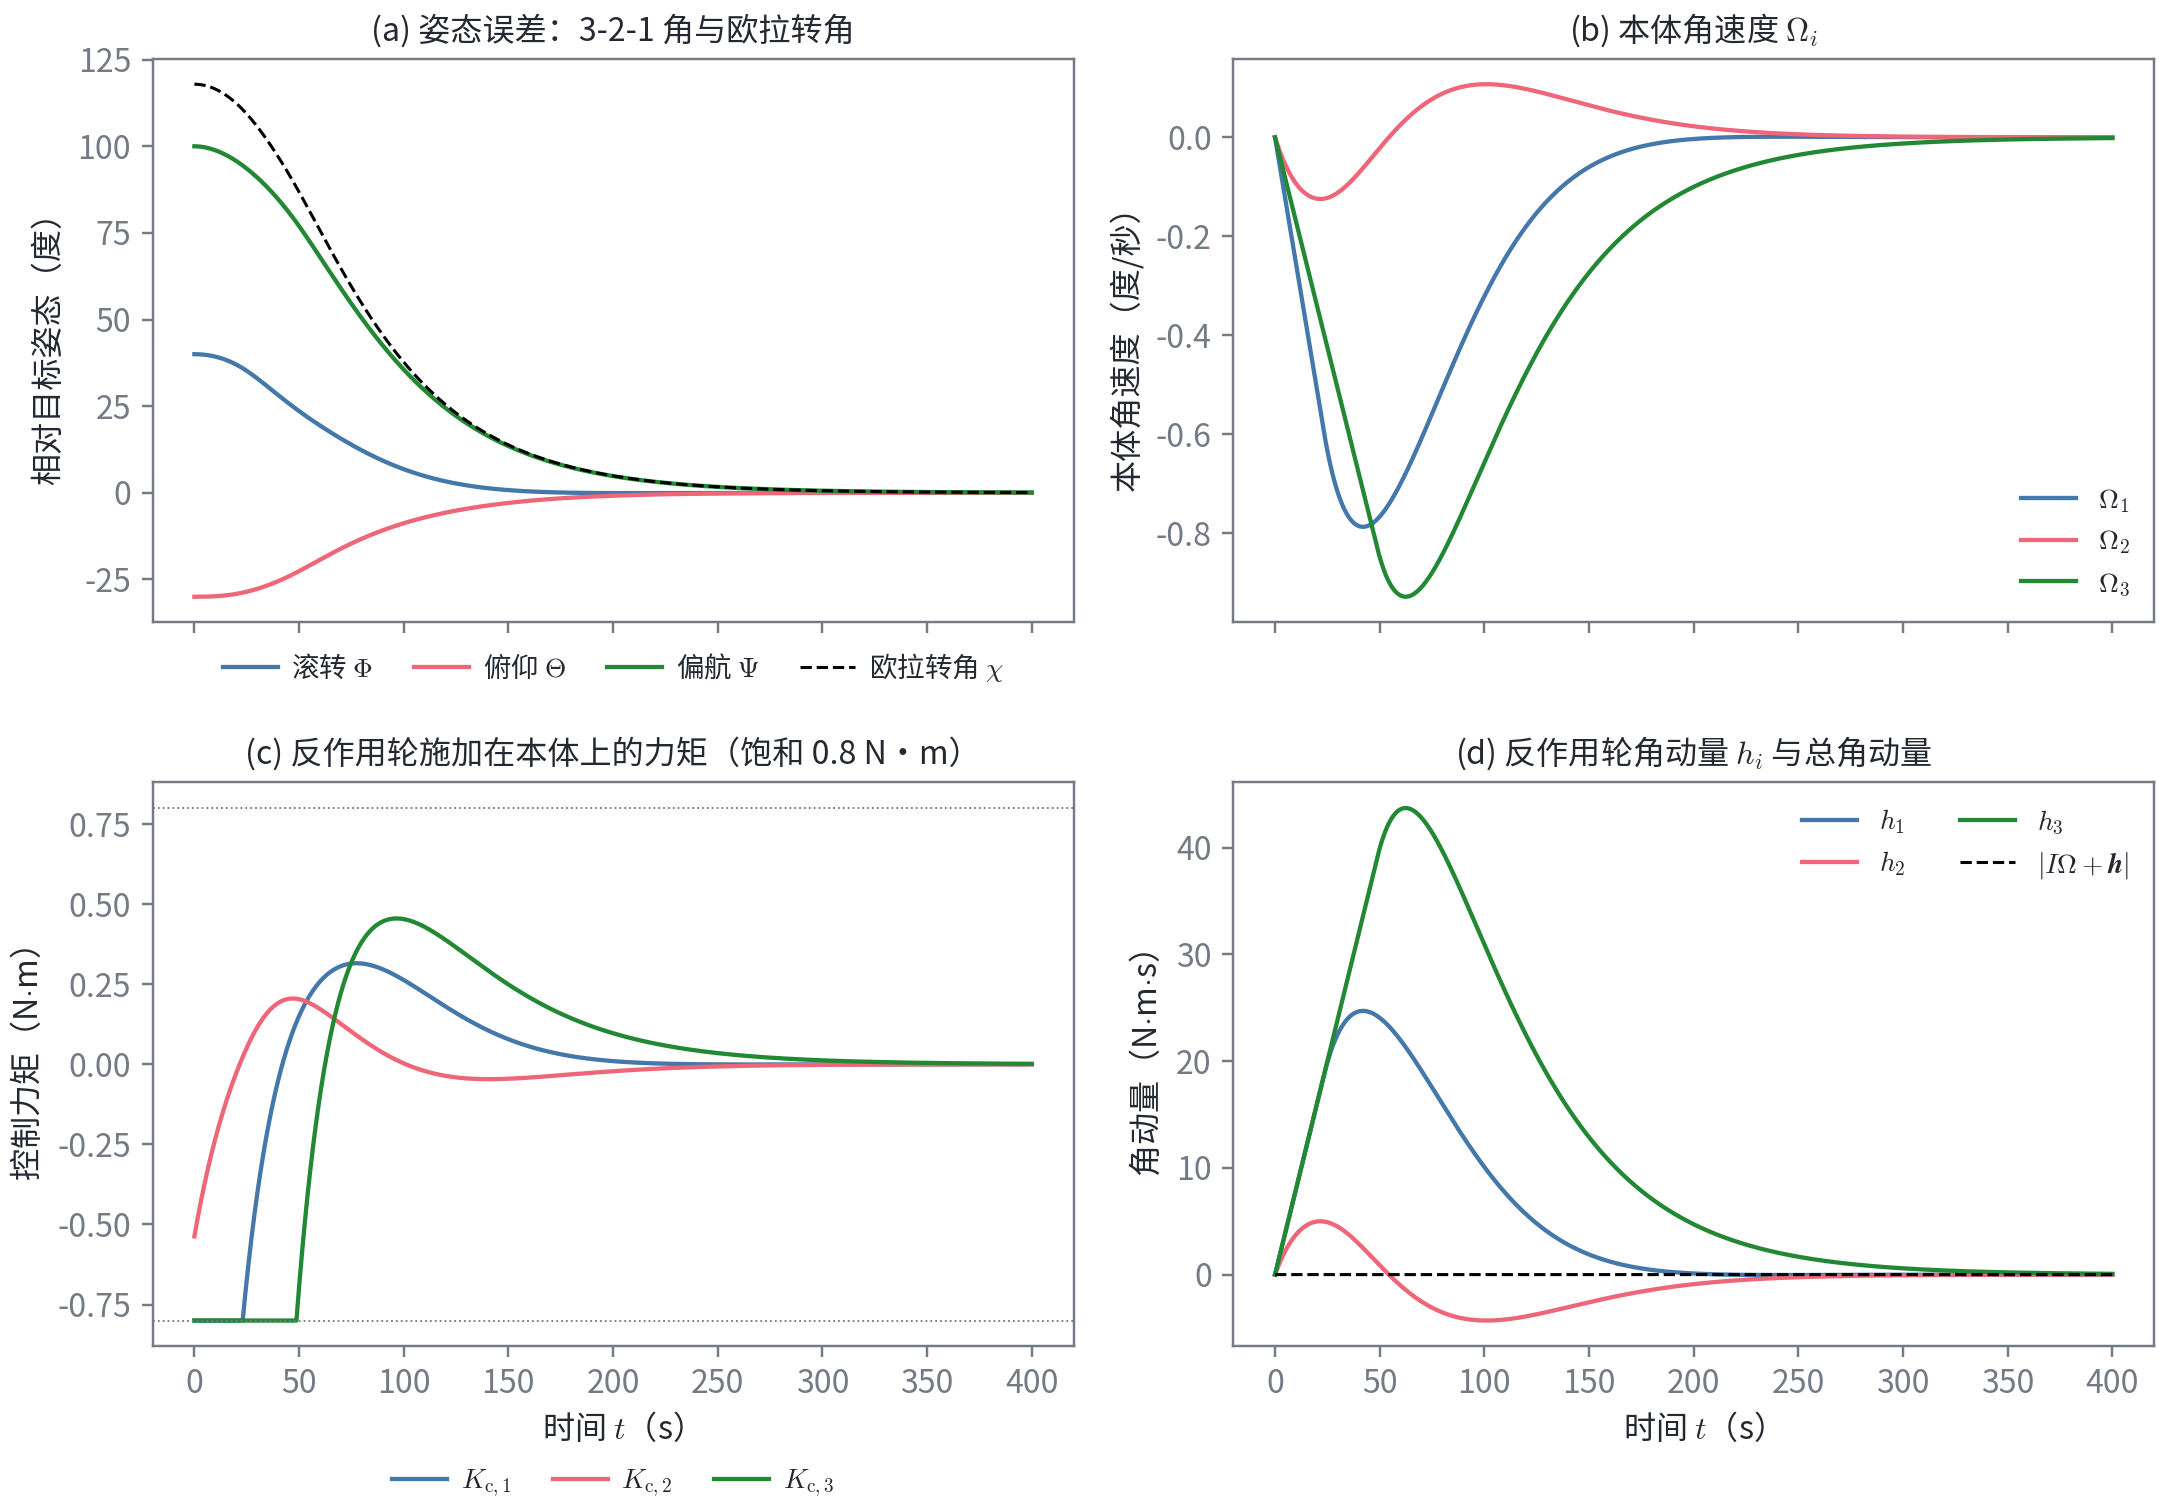 (a) 姿态误差：3-2-1 角与欧拉转角
125
100
75
50
25
0
-25
相对目标姿态（度）
滚转 Φ
俯仰 Θ
偏航 Ψ
欧拉转角 χ
(b) 本体角速度 Ωi
0.0
-0.2
-0.4
-0.6
-0.8
本体角速度（度/秒）
Ω1
Ω2
Ω3
(c) 反作用轮施加在本体上的力矩（饱和 0.8 N·m）
0.75
0.50
0.25
0.00
-0.25
-0.50
-0.75
控制力矩（N·m）
0 50 100 150 200 250 300 350 400
时间 t（s）
Kc,1
Kc,2
Kc,3
(d) 反作用轮角动量 hi 与总角动量
40
30
20
10
0
角动量（N·m·s）
h1
h2
h3
|IΩ + h|
0 50 100 150 200 250 300 350 400
时间 t（s）